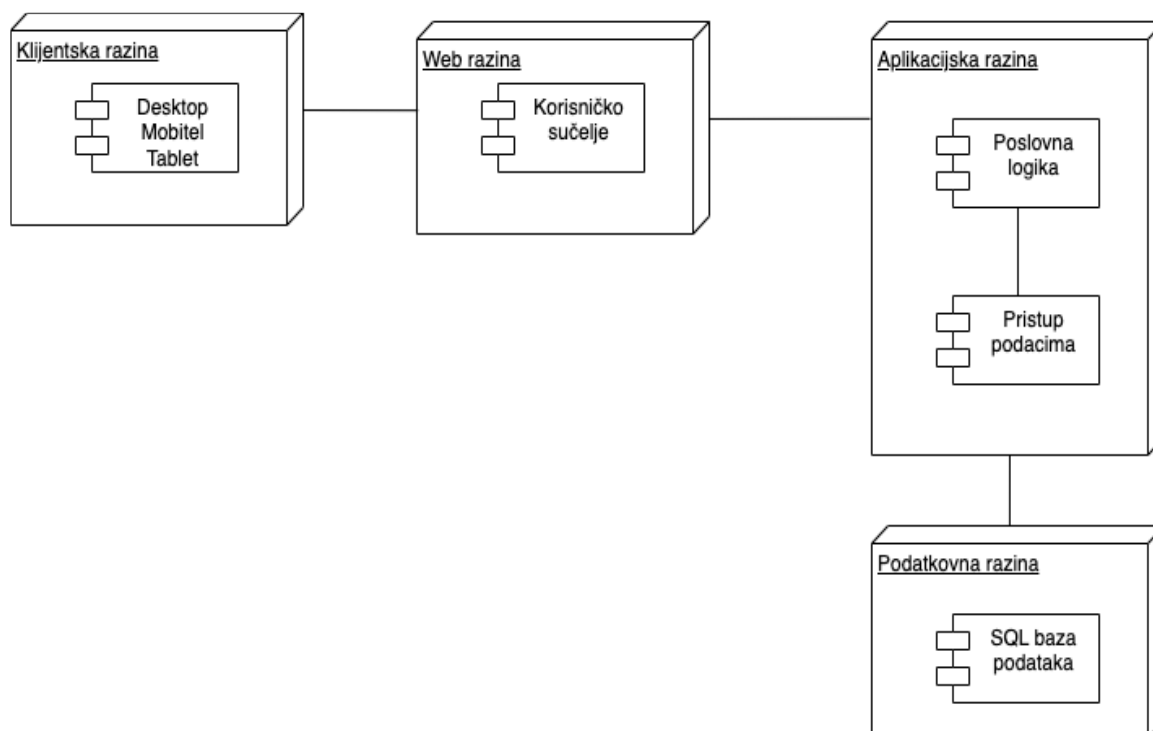 Klijentska razina
Desktop
Mobitel
Tablet
Web razina
Korisničko
sučelje
Aplikacijska razina
Poslovna
logika
Pristup
podacima
Podatkovna razina
SQL baza
podataka